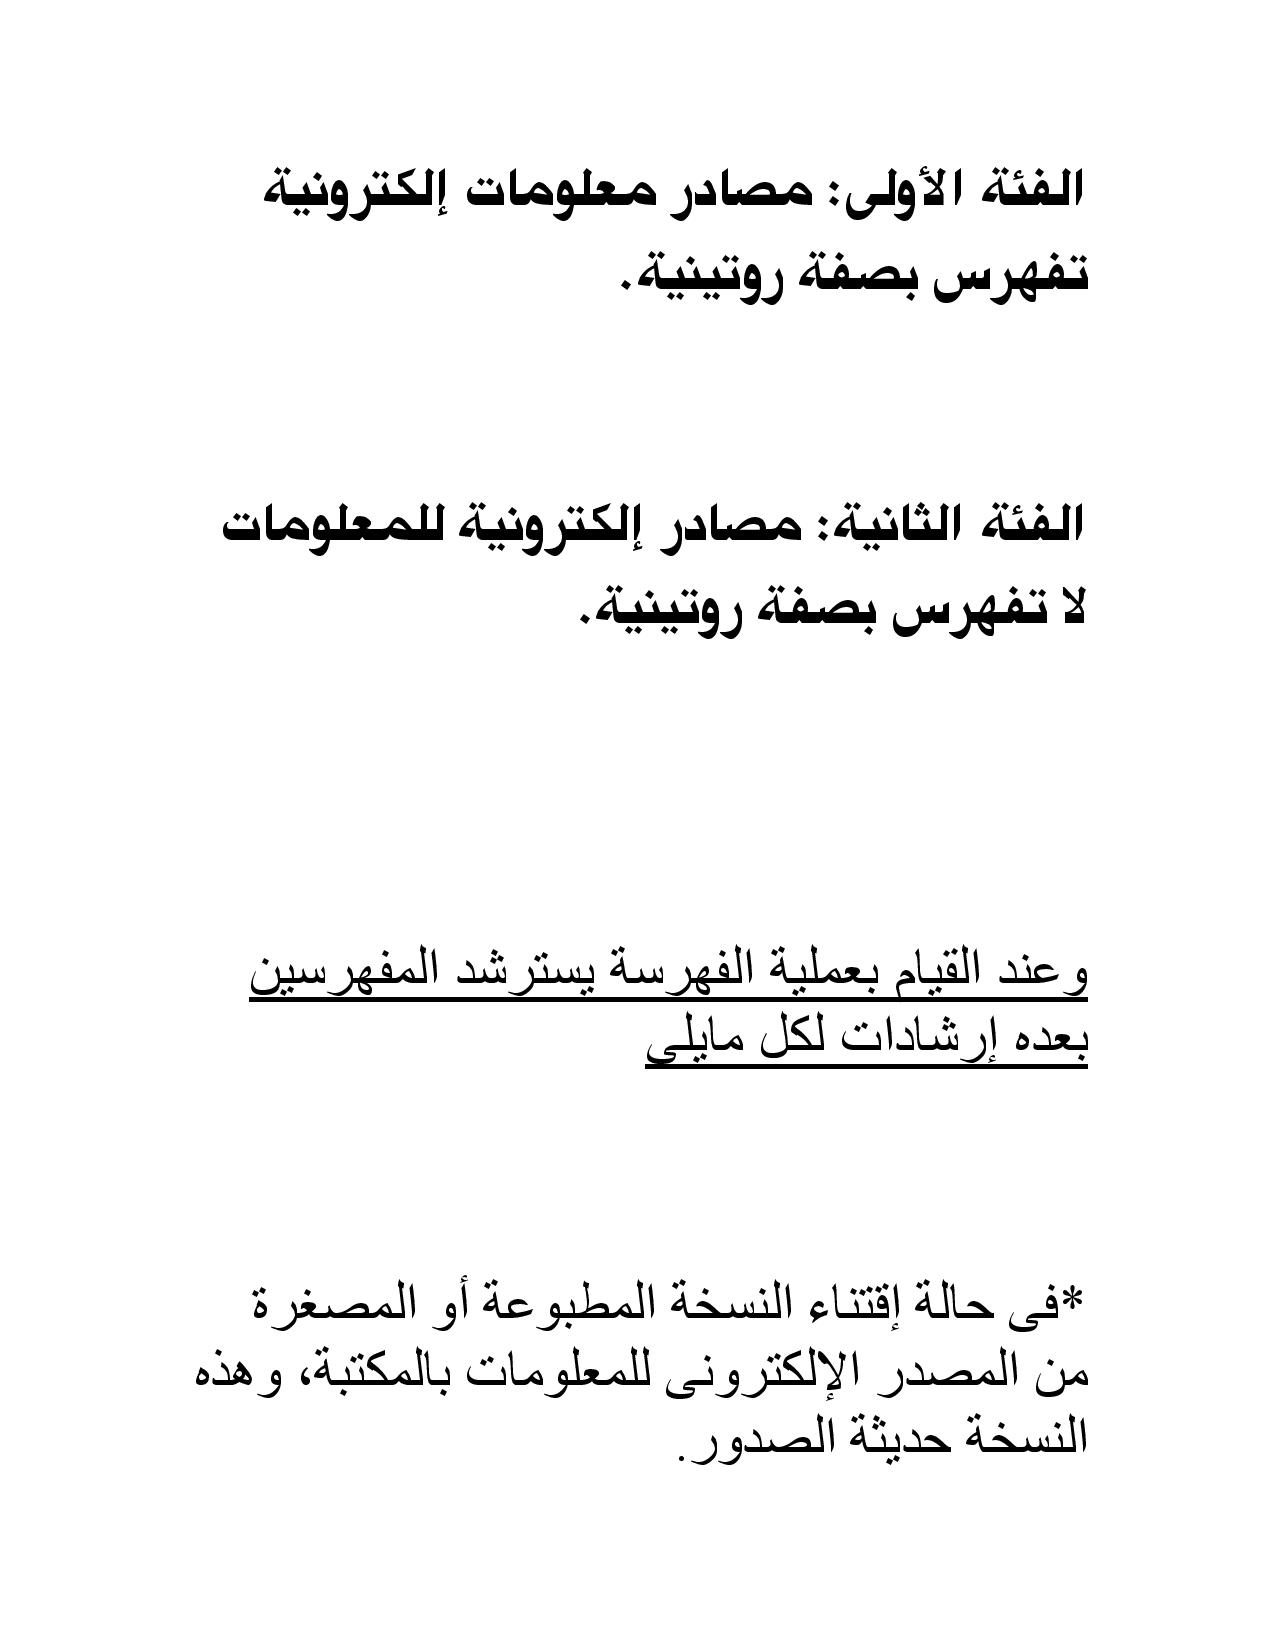 الفئة الأولى: مصادر معلومات إلكترونية
تفهرس بصفة روتينية.
الفئة الثانية: مصادر إلكترونية للمعلومات
لا تفهرس بصفة روتينية.
وعند القيام بعملية الفهرسة يسترشد المفهرسين
بعده إرشادات لكل مايلى
*فى حالة إقتناء النسخة المطبوعة أو المصغرة
من المصدر الإلكترونى للمعلومات بالمكتبة، وهذه
النسخة حديثة الصدور.